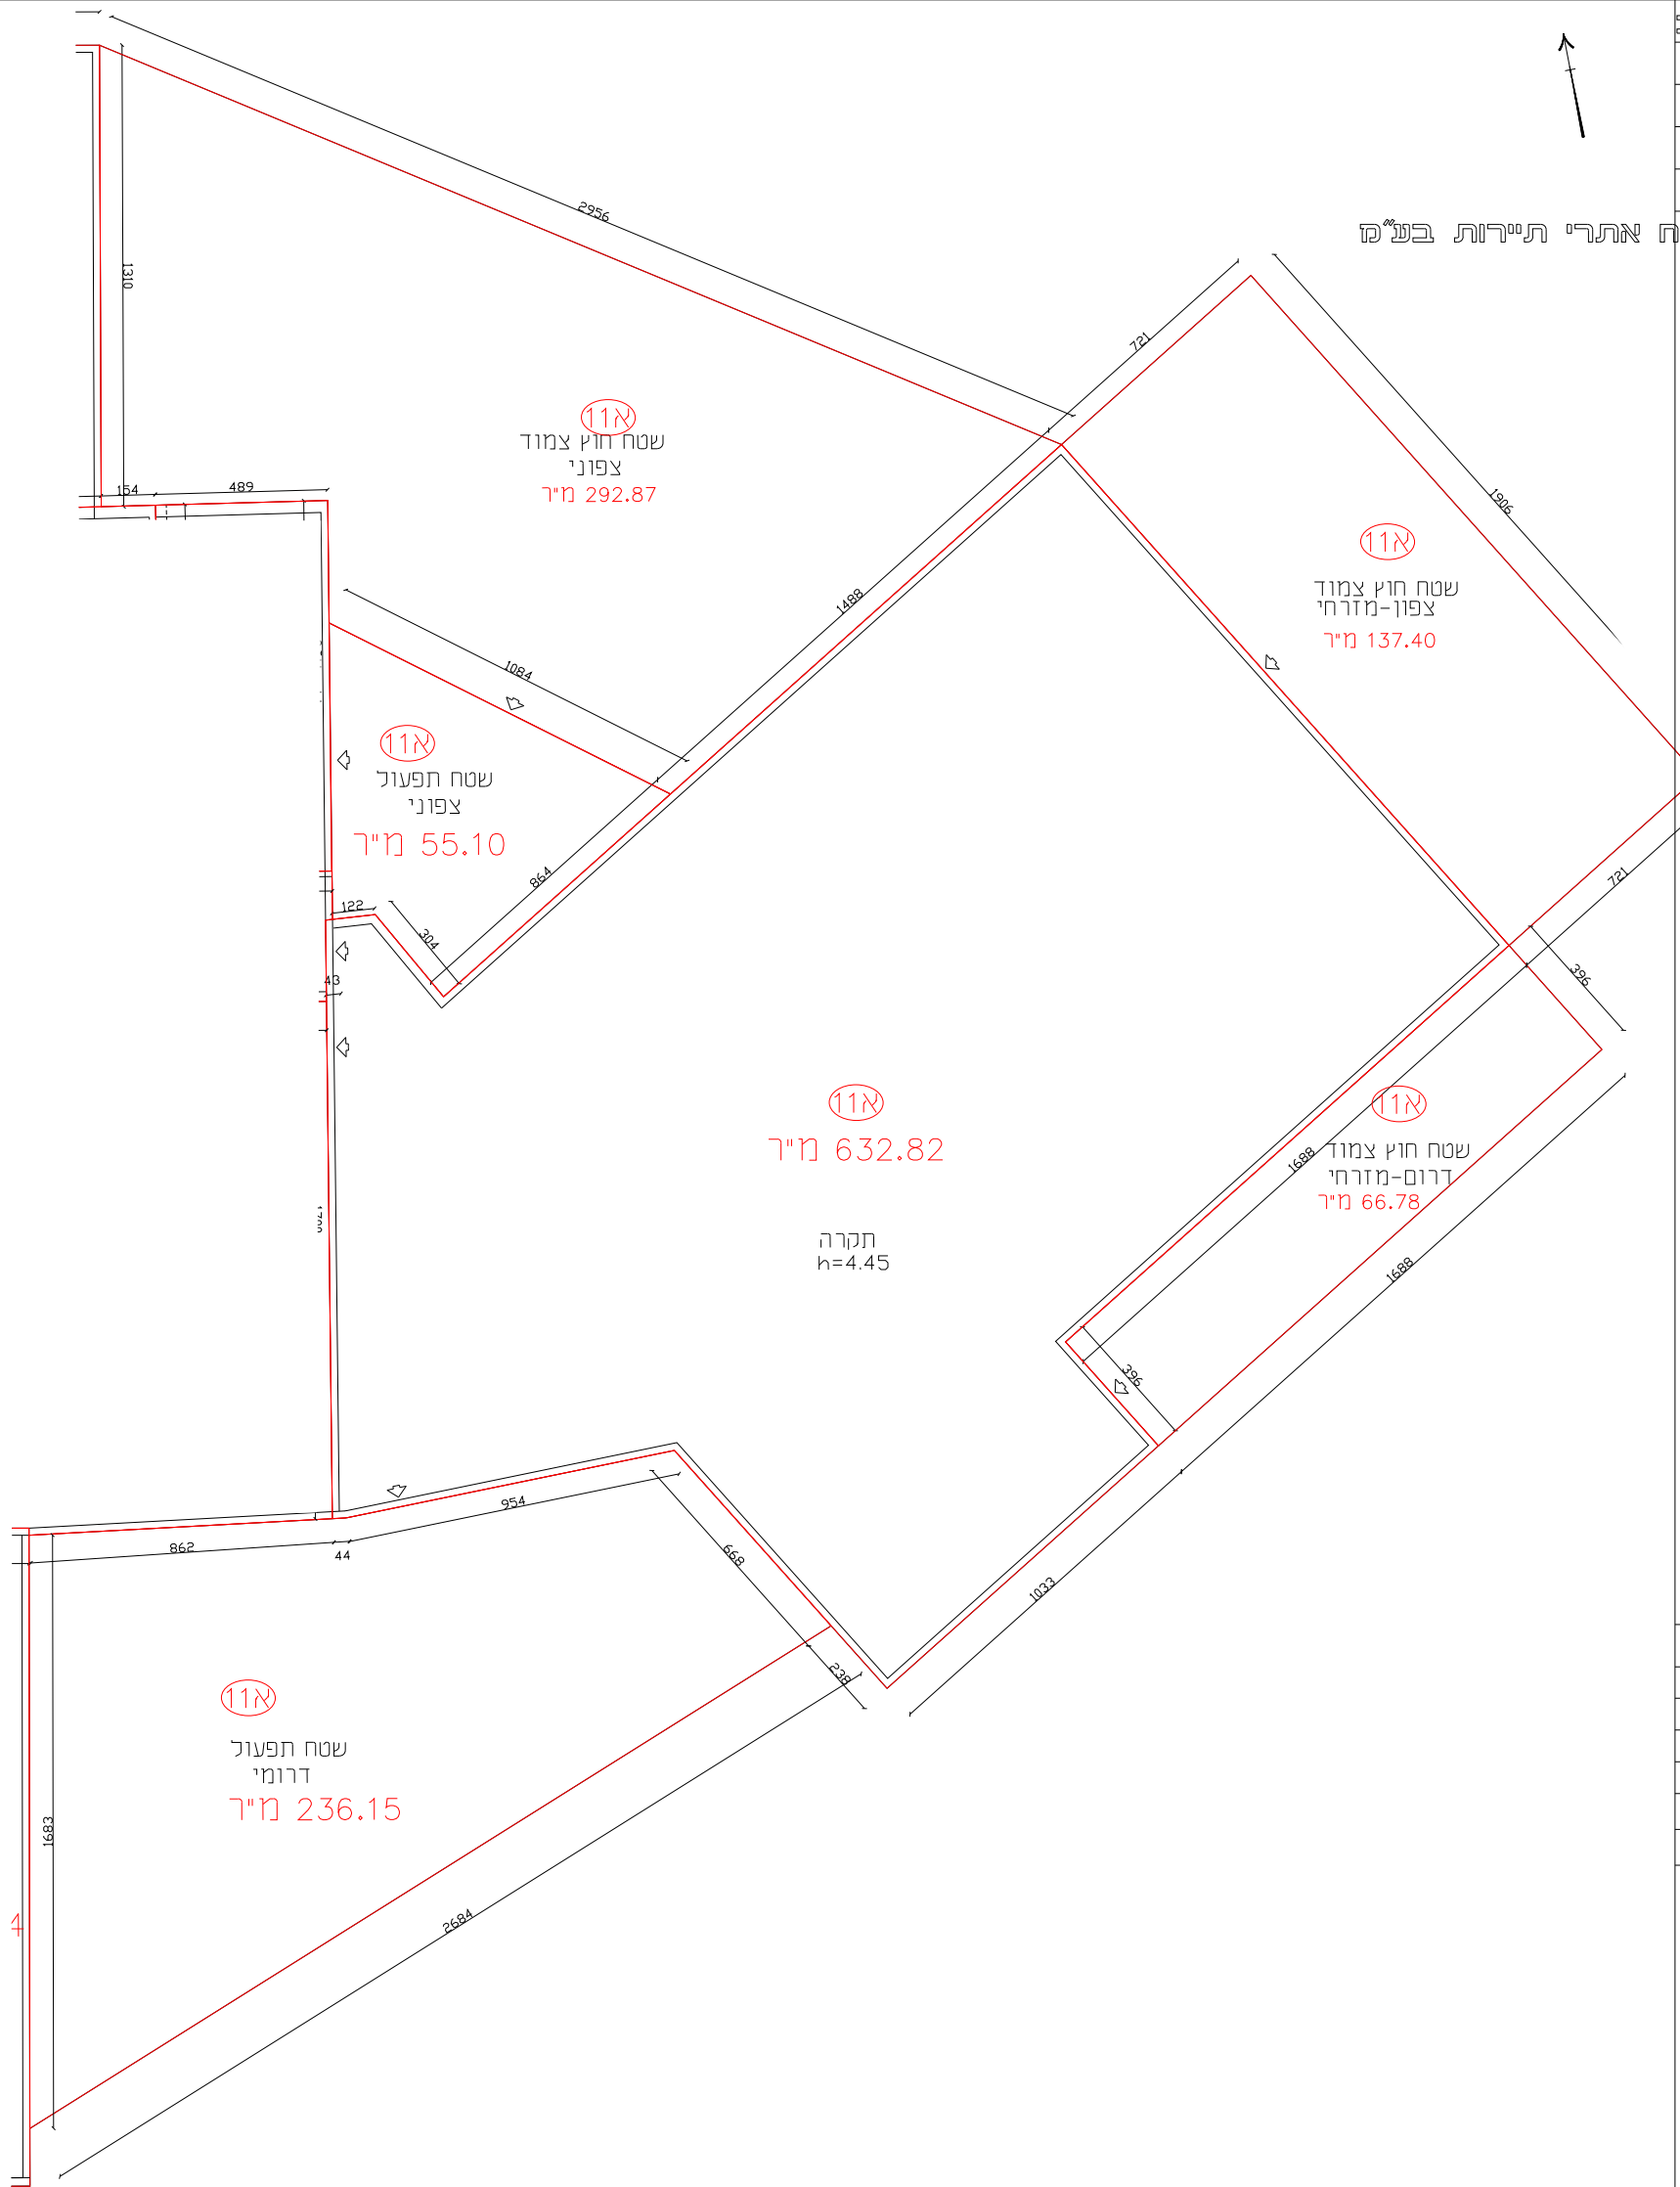 2956
1310
ח אתרי תיירות בע"מ
721
154
489
11א
שטח חוץ צמוד
צפוני
292.87 מ"ר
1906
11א
שטח חוץ צמוד
צפון-מזרחי
137.40 מ"ר
1488
1084
11א
שטח תפעול
צפוני
55.10 מ"ר
864
721
122
304
43
396
11א
632.82 מ"ר
תקרה
h=4.45
11א
שטח חוץ צמוד
דרום-מזרחי
66.78 מ"ר
1688
1688
396
954
862
44
668
1033
238
11א
שטח תפעול
דרומי
236.15 מ"ר
1683
2684
4